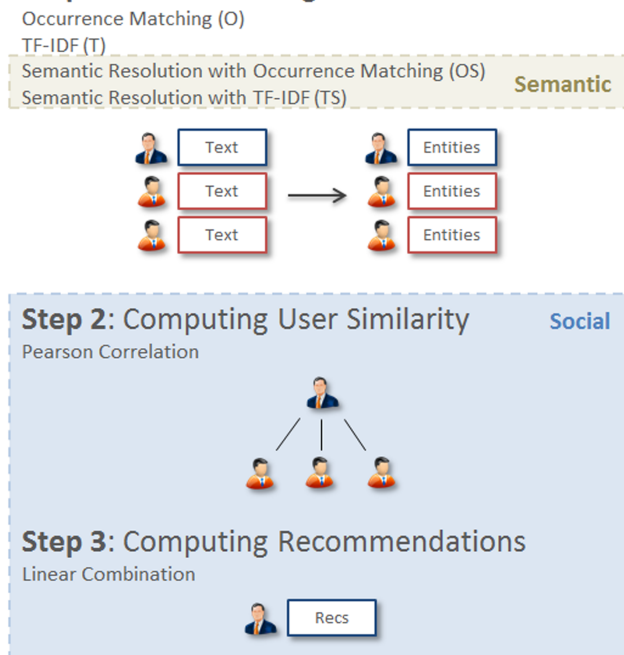 Occurrence Matching (O)
TF-IDF (T)
Semantic Resolution with Occurrence Matching (OS)
Semantic Resolution with TF-IDF (TS)
Semantic
Text
Entities
Text
Entities
Text
Entities
Step 2: Computing User Similarity
Social
Pearson Correlation
Step 3: Computing Recommendations
Linear Combination
Recs